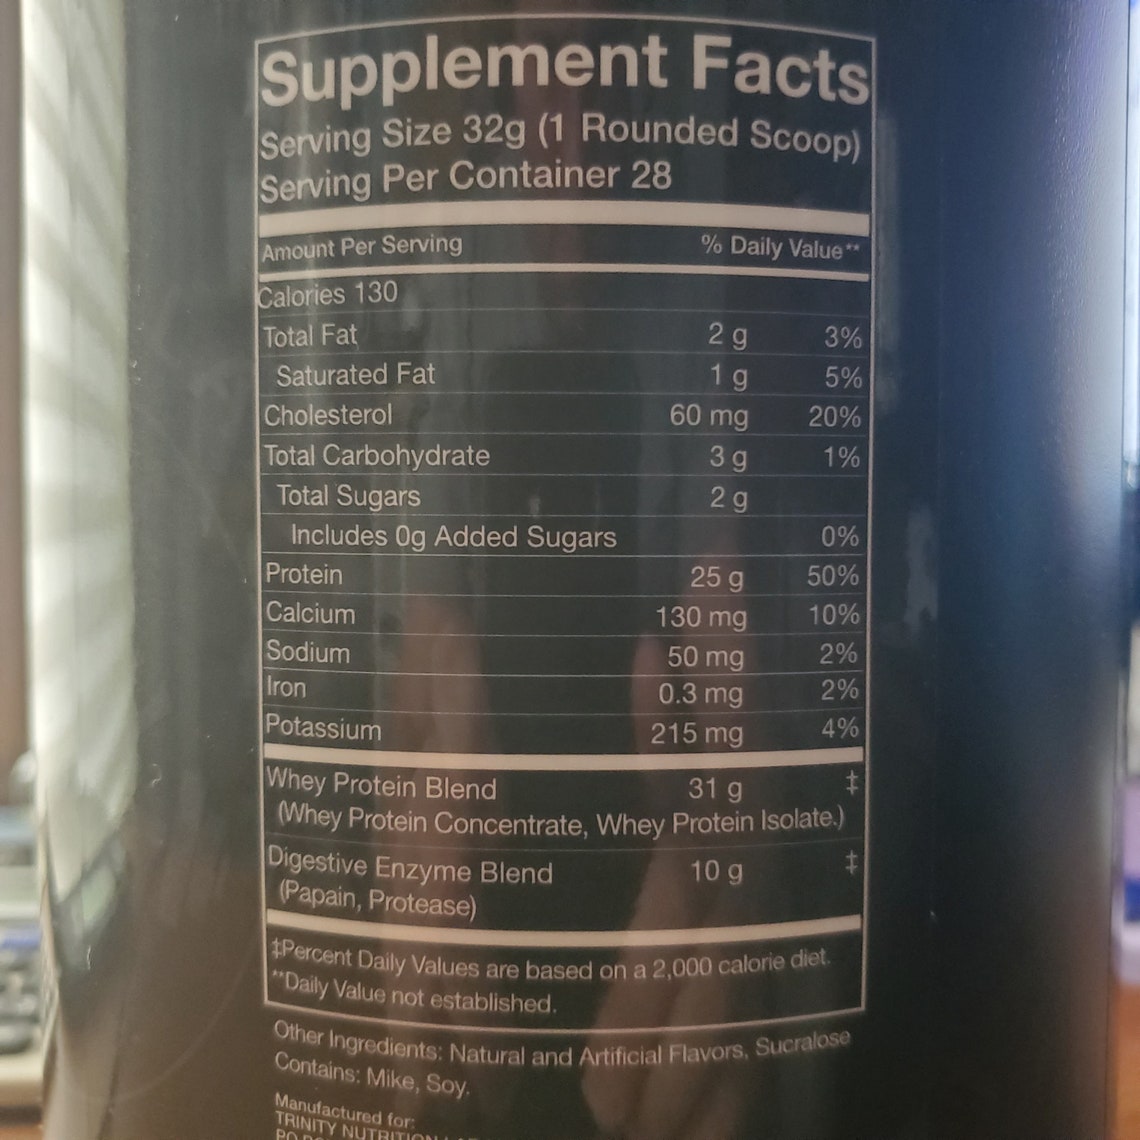 Supplement Facts
Serving Size 32g (1 Rounded Scoop)
Serving Per Container 28
Amount Per Serving % Daily Value**
Calories 130
Total Fat 2 g 3%
Saturated Fat 1 g 5%
Cholesterol 60 mg 20%
Total Carbohydrate 3 g 1%
Total Sugars 2 g
Includes 0g Added Sugars 0%
Protein 25 g 50%
Calcium 130 mg 10%
Sodium 50 mg 2%
Iron 0.3 mg 2%
Potassium 215 mg 4%
Whey Protein Blend 31 g ‡
(Whey Protein Concentrate, Whey Protein Isolate.)
Digestive Enzyme Blend 10 g ‡
(Papain, Protease)
‡Percent Daily Values are based on a 2,000 calorie diet.
**Daily Value not established.
Other Ingredients: Natural and Artificial Flavors, Sucralose
Contains: Mike, Soy.
Manufactured for:
TRINITY NUTRITION